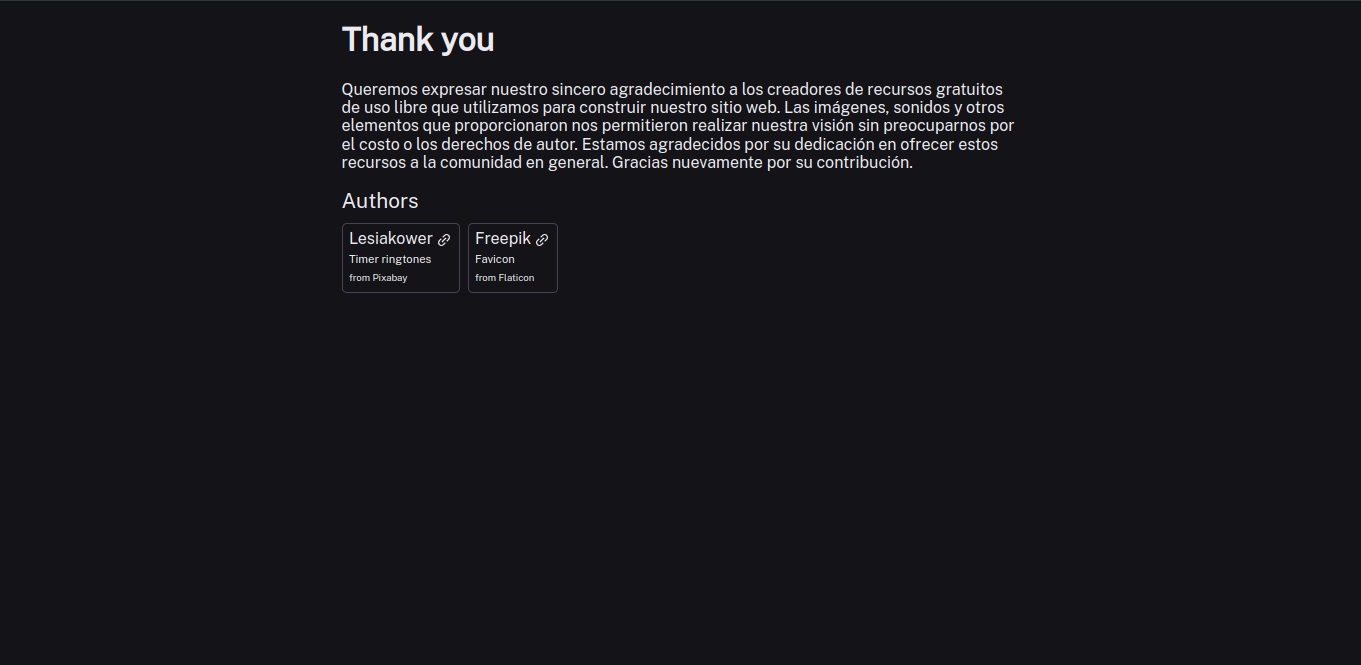 Thank you
Queremos expresar nuestro sincero agradecimiento a los creadores de recursos gratuitos
de uso libre que utilizamos para construir nuestro sitio web. Las imágenes, sonidos y otros
elementos que proporcionaron nos permitieron realizar nuestra visión sin preocuparnos por
el costo o los derechos de autor. Estamos agradecidos por su dedicación en ofrecer estos
recursos a la comunidad en general. Gracias nuevamente por su contribución.
Authors
Lesiakower
Timer ringtones
from Pixabay
Freepik
Favicon
from Flaticon